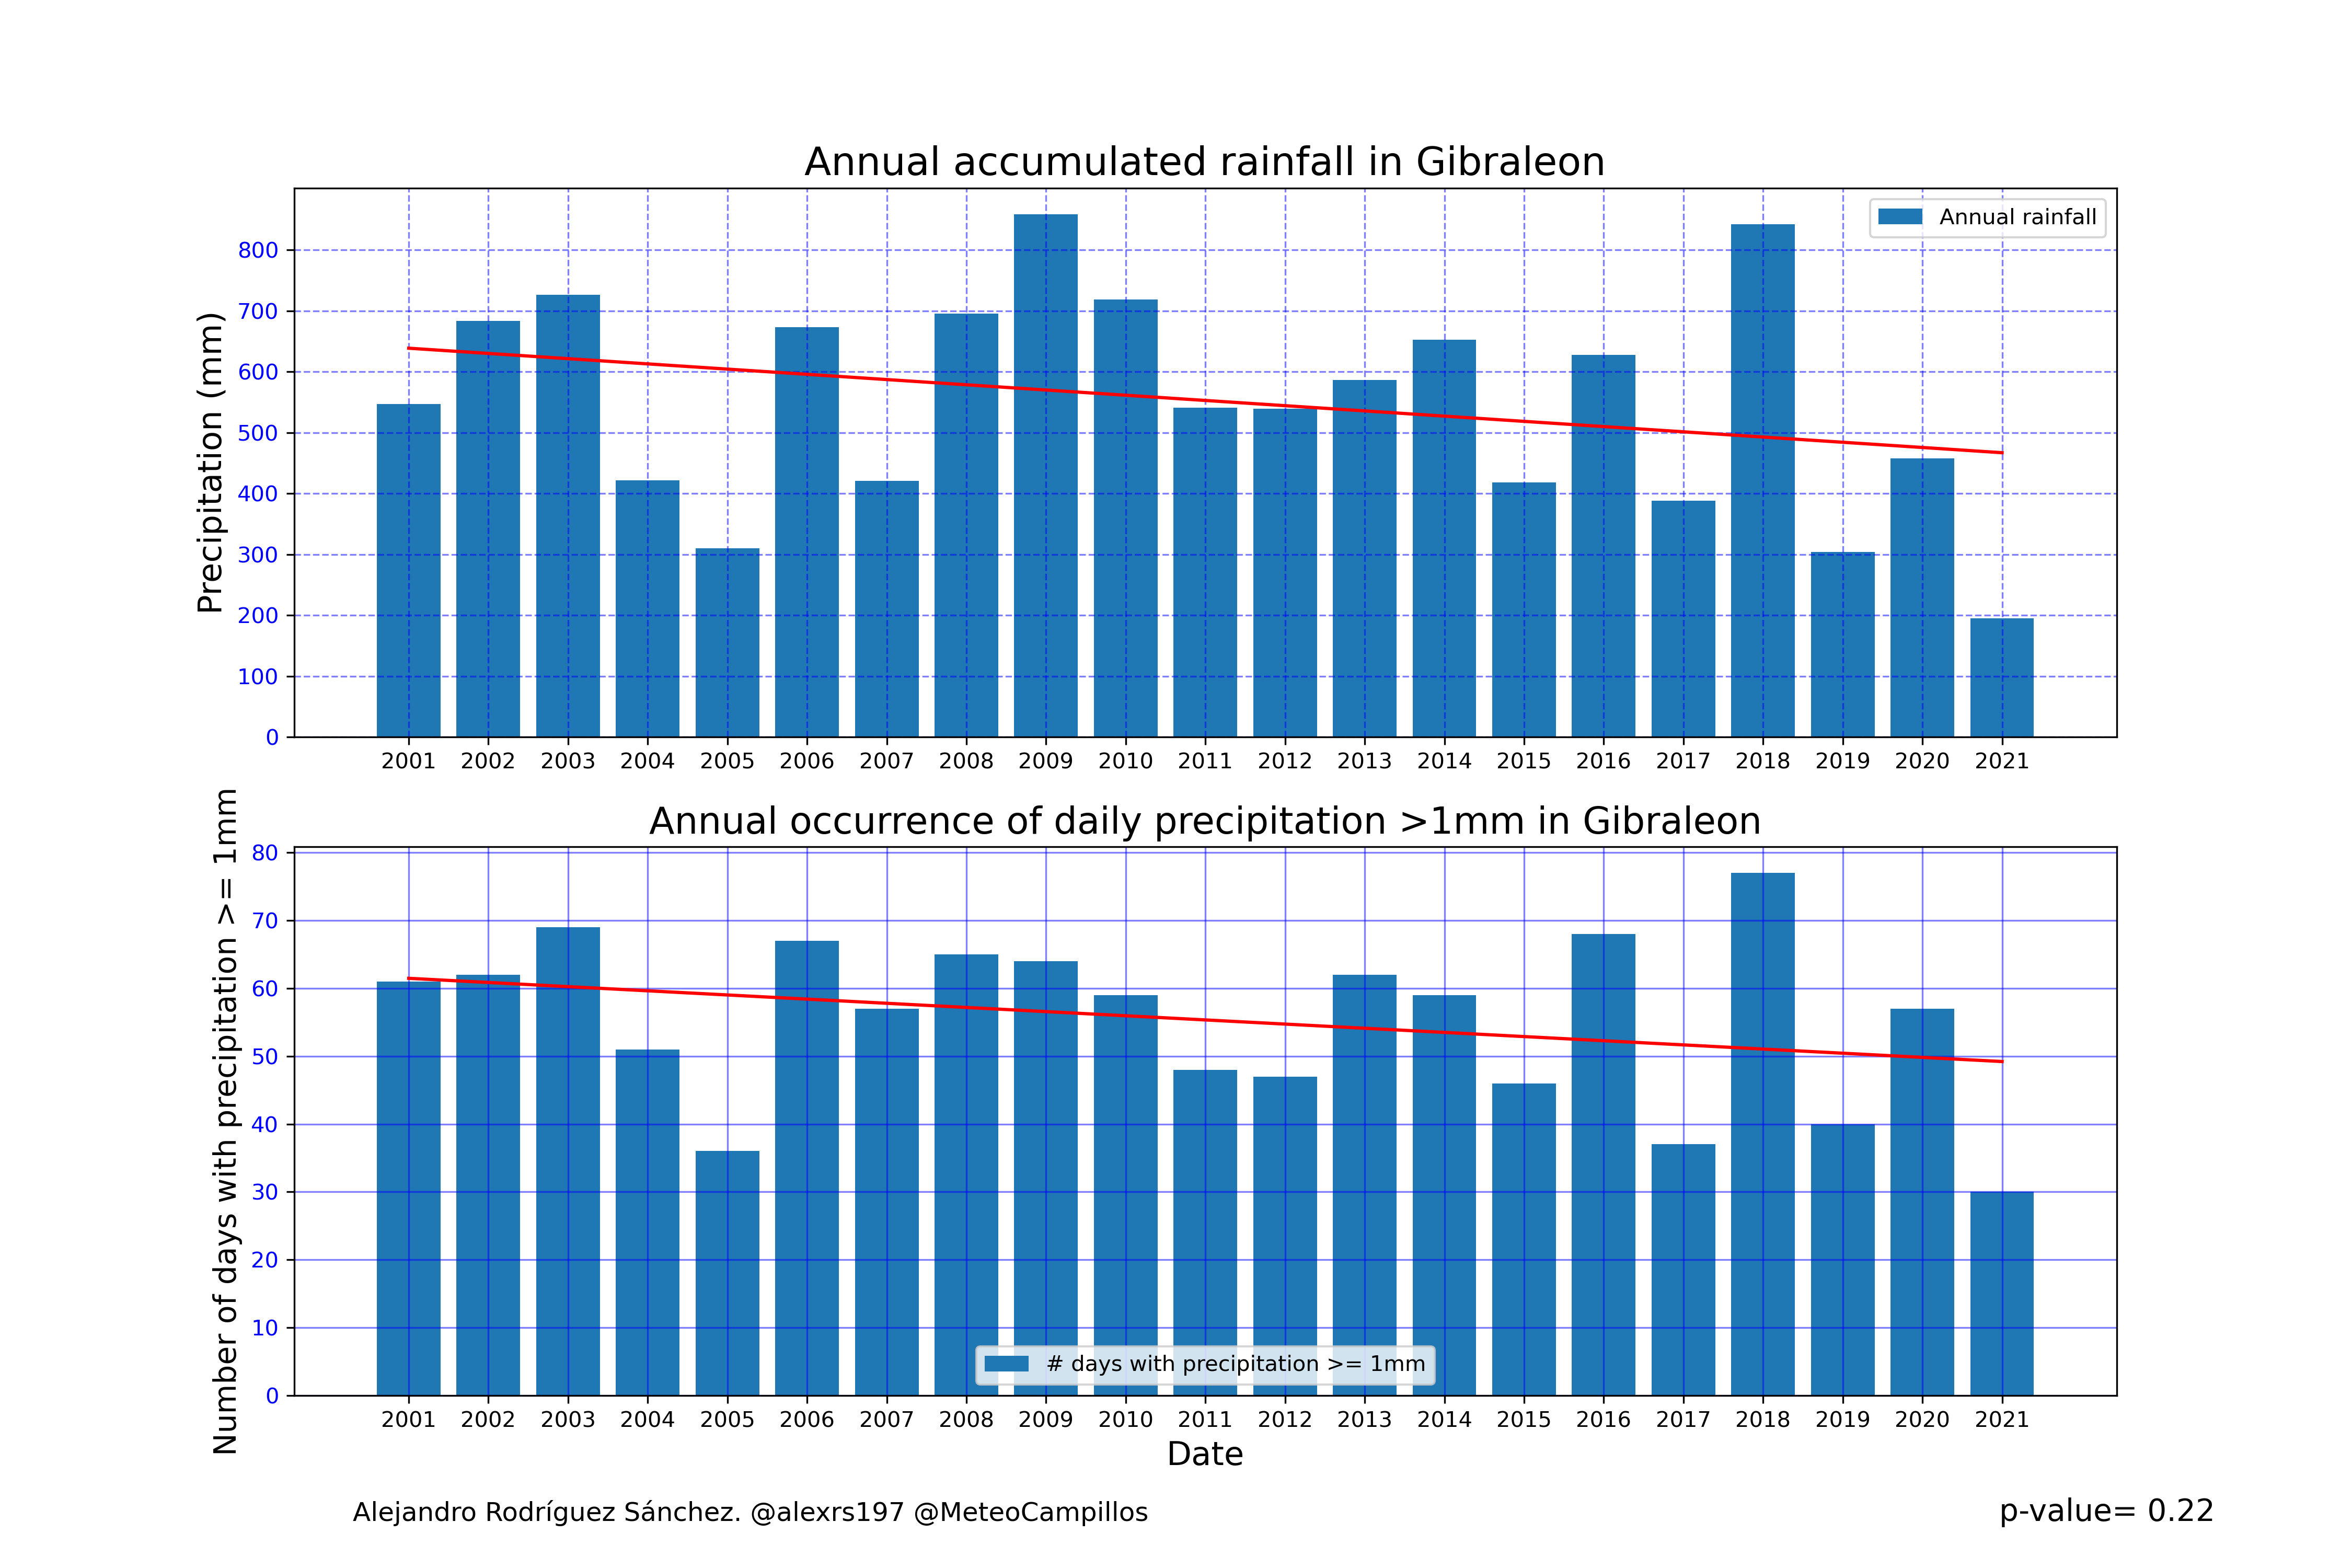 Annual accumulated rainfall in Gibraleon
Annual rainfall
Precipitation (mm)
800
700
600
500
400
300
200
100
0
2001 2002 2003 2004 2005 2006 2007 2008 2009 2010 2011 2012 2013 2014 2015 2016 2017 2018 2019 2020 2021
Annual occurrence of daily precipitation >1mm in Gibraleon
Number of days with precipitation >= 1mm
80
70
60
50
40
30
20
10
0
# days with precipitation >= 1mm
2001 2002 2003 2004 2005 2006 2007 2008 2009 2010 2011 2012 2013 2014 2015 2016 2017 2018 2019 2020 2021
Date
Alejandro Rodríguez Sánchez. @alexrs197 @MeteoCampillos
p-value= 0.22